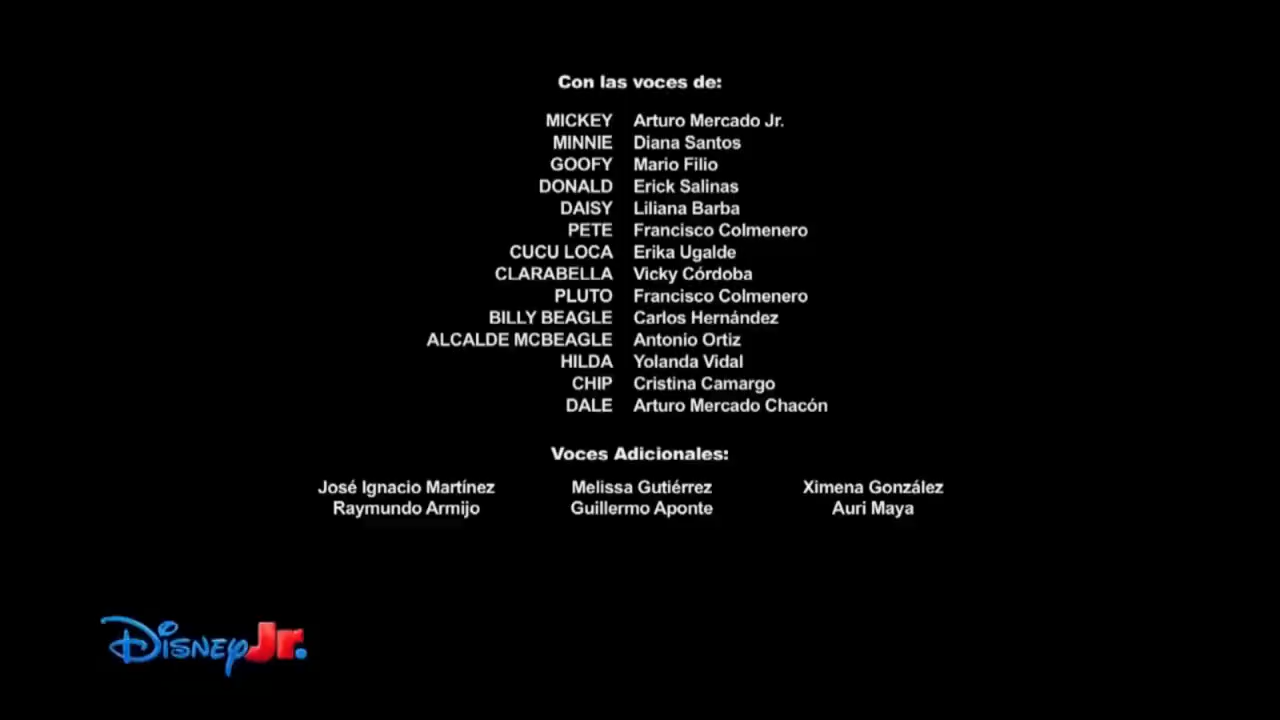 Con las voces de:
MICKEY Arturo Mercado Jr.
MINNIE Diana Santos
GOOFY Mario Filio
DONALD Erick Salinas
DAISY Liliana Barba
PETE Francisco Colmenero
CUCU LOCA Erika Ugalde
CLARABELLA Vicky Córdoba
PLUTO Francisco Colmenero
BILLY BEAGLE Carlos Hernández
ALCALDE MCBEAGLE Antonio Ortiz
HILDA Yolanda Vidal
CHIP Cristina Camargo
DALE Arturo Mercado Chacón
Voces Adicionales:
José Ignacio Martínez Melissa Gutiérrez Ximena González
Raymundo Armijo Guillermo Aponte Auri Maya
Disney Jr.